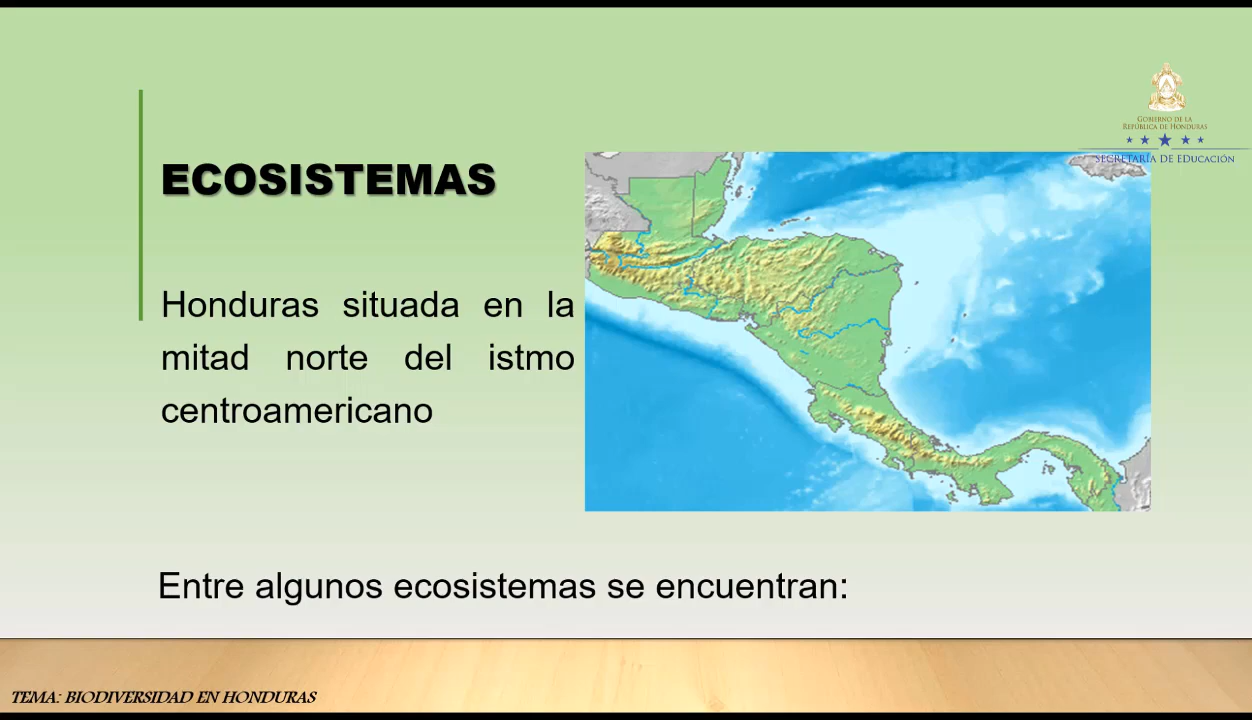 GOBIERNO DE LA
REPÚBLICA DE HONDURAS
SECRETARÍA DE EDUCACIÓN
ECOSISTEMAS
Honduras situada en la
mitad norte del istmo
centroamericano
Entre algunos ecosistemas se encuentran:
TEMA: BIODIVERSIDAD EN HONDURAS